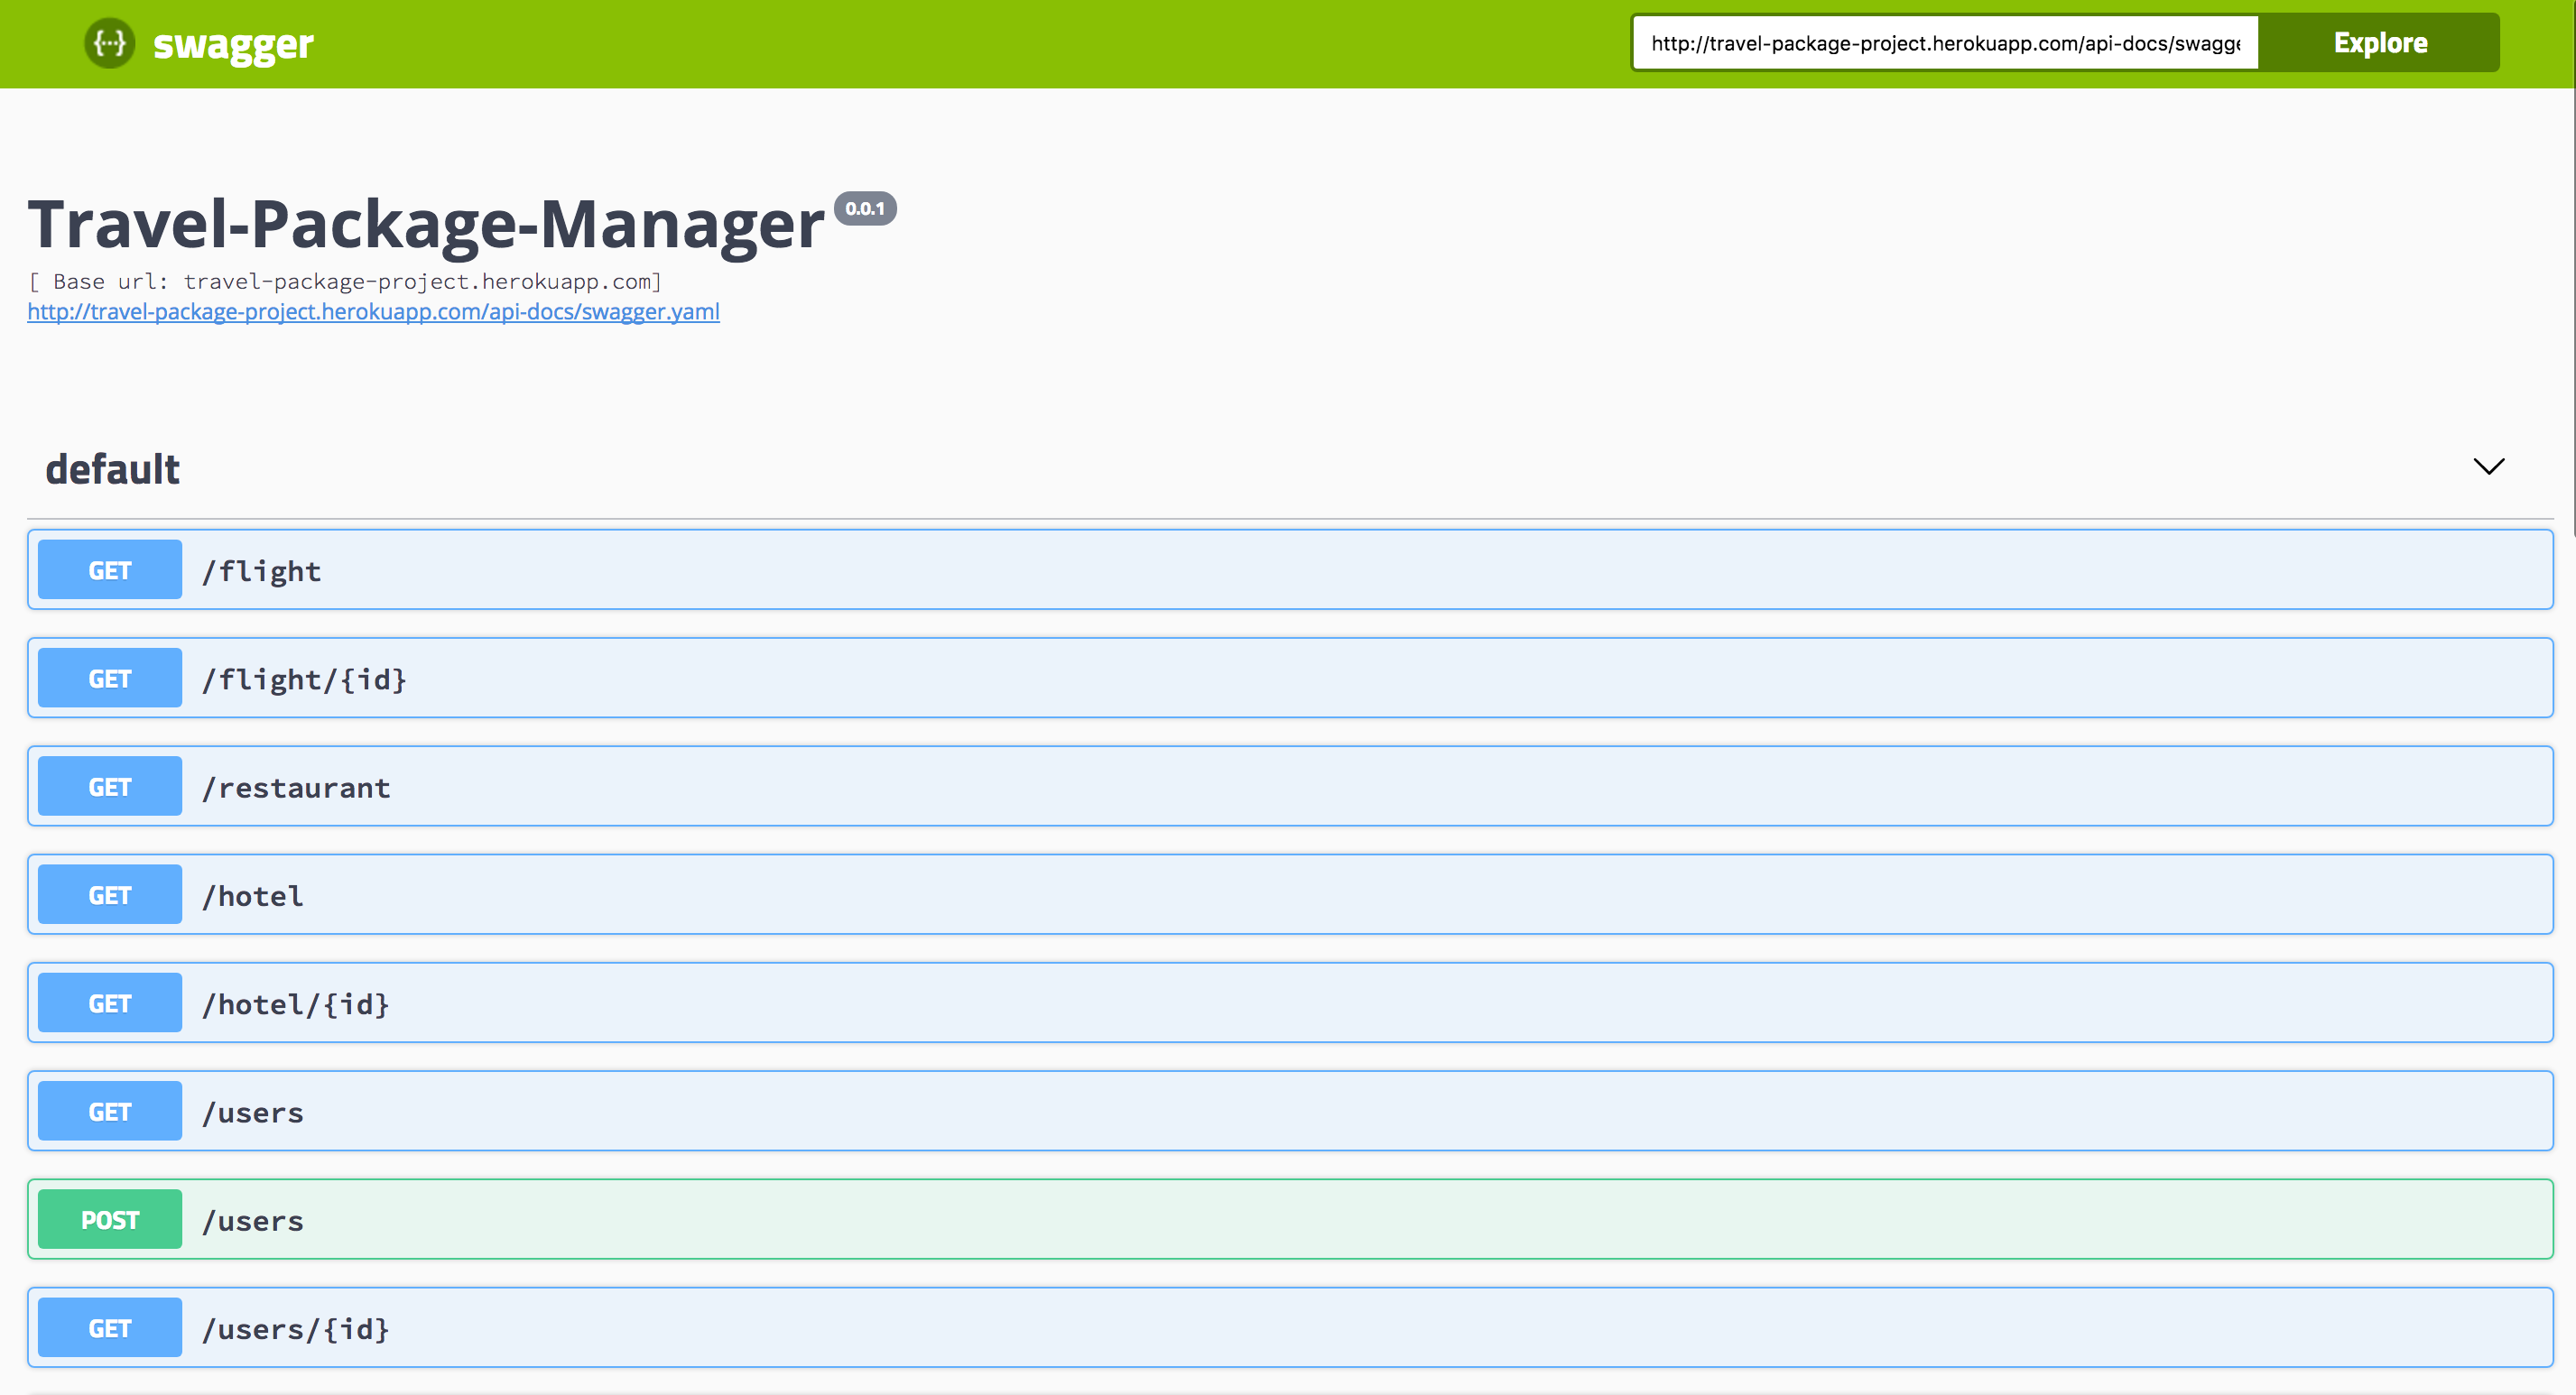 {···} swagger
http://travel-package-project.herokuapp.com/api-docs/swagge
Explore
Travel-Package-Manager 0.0.1
[ Base url: travel-package-project.herokuapp.com]
http://travel-package-project.herokuapp.com/api-docs/swagger.yaml
default
GET /flight
GET /flight/{id}
GET /restaurant
GET /hotel
GET /hotel/{id}
GET /users
POST /users
GET /users/{id}